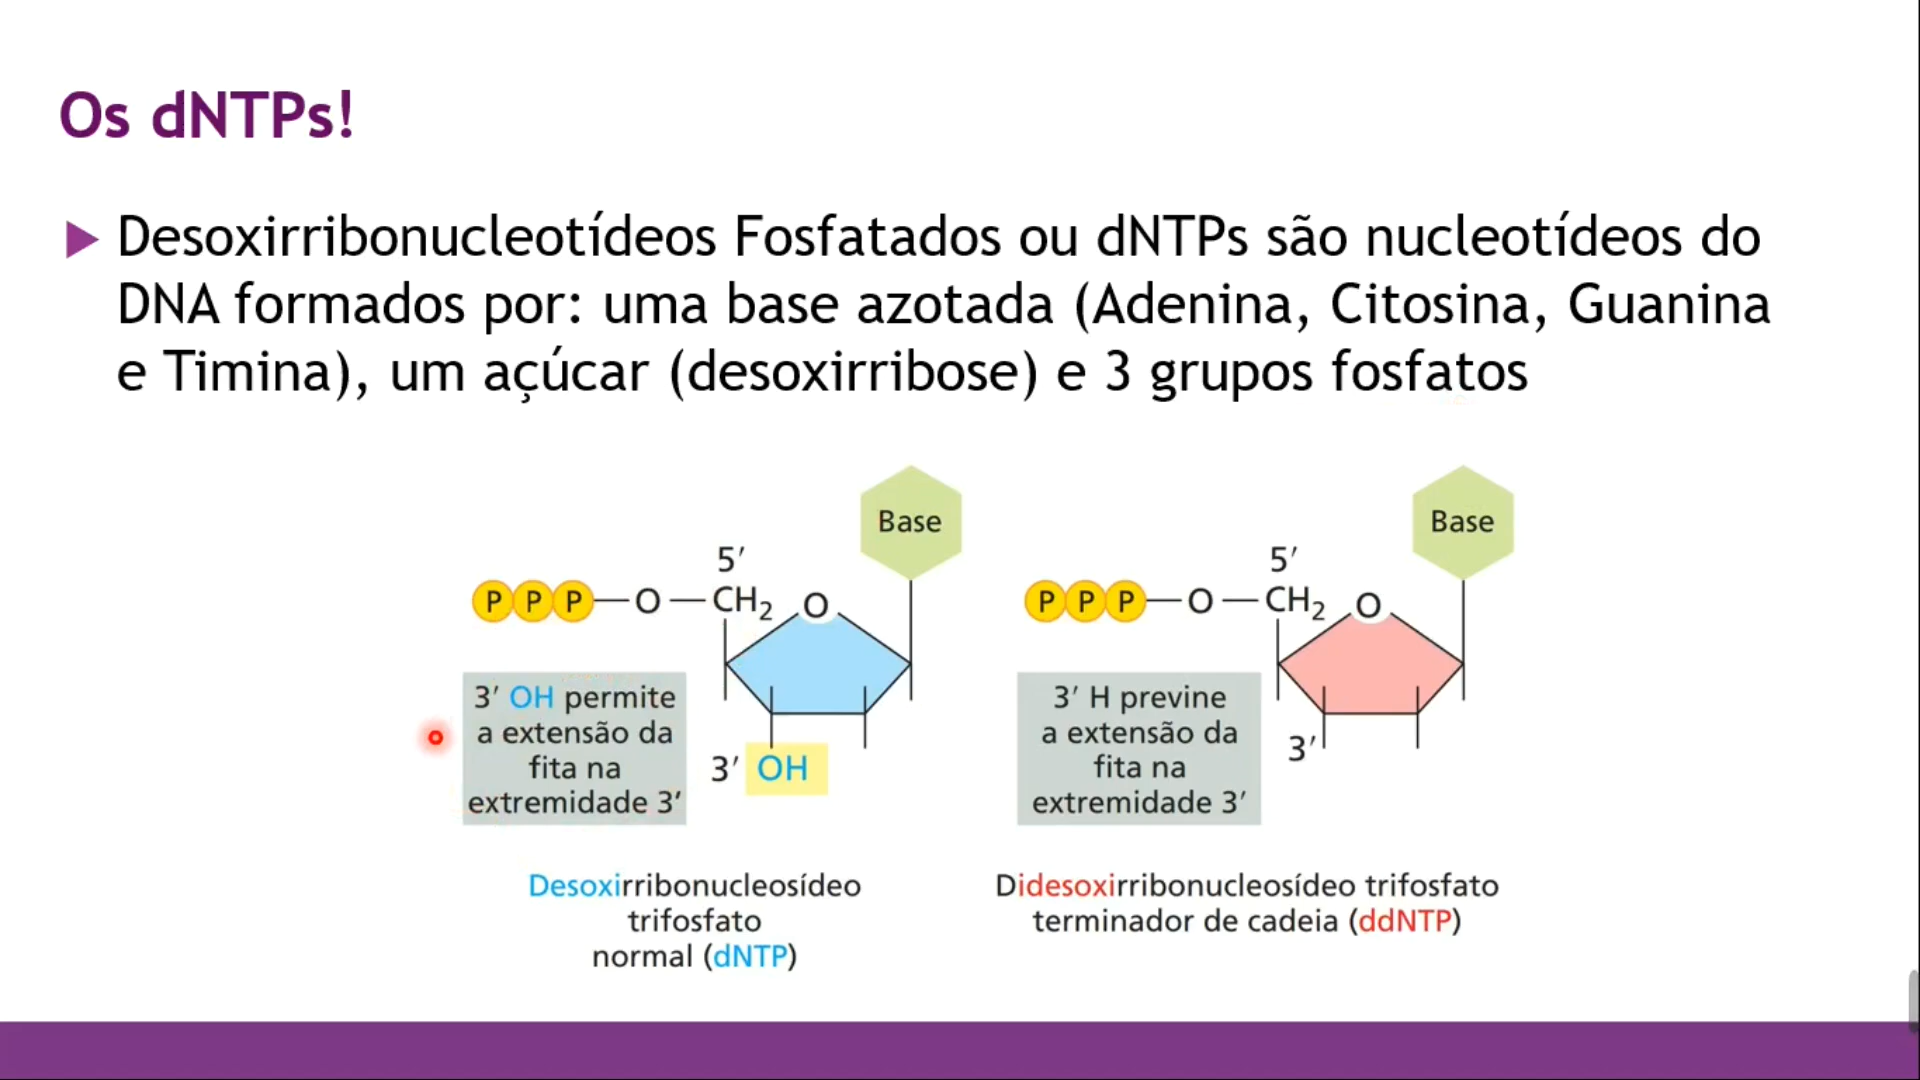 Os dNTPs!
Desoxirribonucleotídeos Fosfatados ou dNTPs são nucleotídeos do
DNA formados por: uma base azotada (Adenina, Citosina, Guanina
e Timina), um açúcar (desoxirribose) e 3 grupos fosfatos
Base
5′
P P P O CH₂ O
3′ OH permite
a extensão da
fita na
extremidade 3′
3′ OH
Desoxirribonucleosídeo
trifosfato
normal (dNTP)
Base
5′
P P P O CH₂ O
3′ H previne
a extensão da
fita na
extremidade 3′
3′
Didesoxirribonucleosídeo trifosfato
terminador de cadeia (ddNTP)